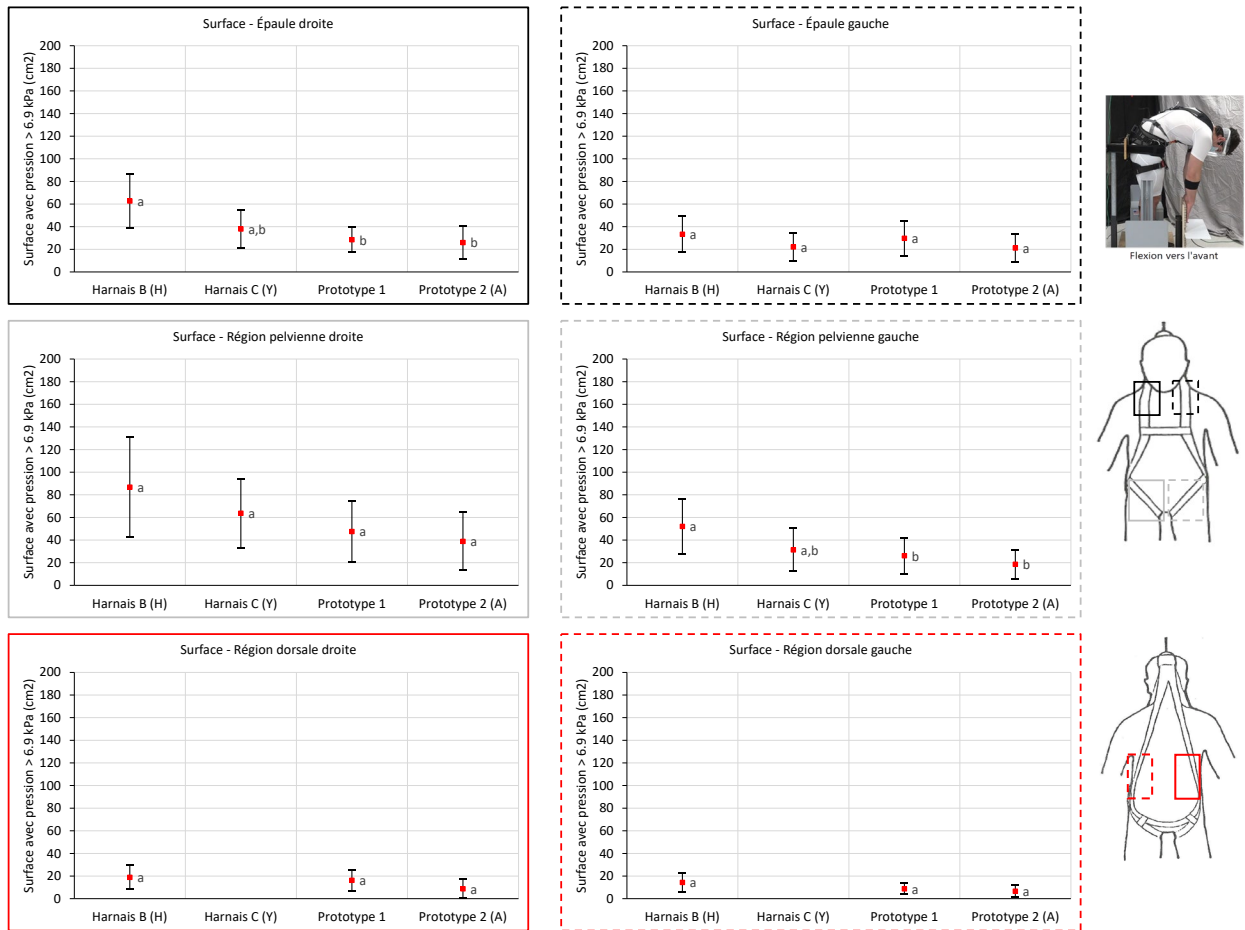 Surface - Épaule droite
Surface avec pression > 6.9 kPa (cm2)
200
180
160
140
120
100
80
60
40
20
0
a
a,b
b
b
Harnais B (H) Harnais C (Y) Prototype 1 Prototype 2 (A)
Surface - Épaule gauche
Surface avec pression > 6.9 kPa (cm2)
200
180
160
140
120
100
80
60
40
20
0
a
a
a
a
Harnais B (H) Harnais C (Y) Prototype 1 Prototype 2 (A)
Flexion vers l'avant
Surface - Région pelvienne droite
Surface avec pression > 6.9 kPa (cm2)
200
180
160
140
120
100
80
60
40
20
0
a
a
a
a
Harnais B (H) Harnais C (Y) Prototype 1 Prototype 2 (A)
Surface - Région pelvienne gauche
Surface avec pression > 6.9 kPa (cm2)
200
180
160
140
120
100
80
60
40
20
0
a
a,b
b
b
Harnais B (H) Harnais C (Y) Prototype 1 Prototype 2 (A)
Surface - Région dorsale droite
Surface avec pression > 6.9 kPa (cm2)
200
180
160
140
120
100
80
60
40
20
0
a
a
a
Harnais B (H) Harnais C (Y) Prototype 1 Prototype 2 (A)
Surface - Région dorsale gauche
Surface avec pression > 6.9 kPa (cm2)
200
180
160
140
120
100
80
60
40
20
0
a
a
a
Harnais B (H) Harnais C (Y) Prototype 1 Prototype 2 (A)